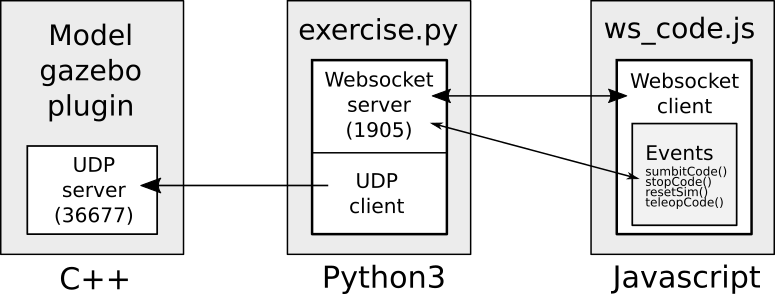 Model
gazebo
plugin
UDP
server
(36677)
C++
exercise.py
Websocket
server
(1905)
UDP
client
Python3
ws_code.js
Websocket
client
Events
sumbitCode()
stopCode()
resetSim()
teleopCode()
Javascript